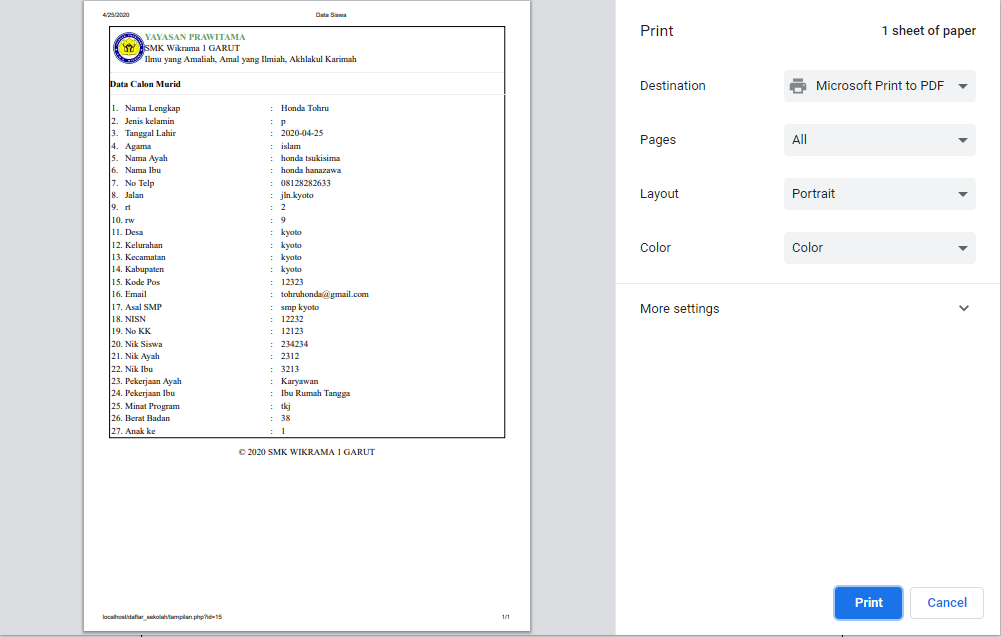 4/25/2020 Data Siswa
YAYASAN PRAWITAMA
SMK Wikrama 1 GARUT
Ilmu yang Amaliah, Amal yang Ilmiah, Akhlakul Karimah
Data Calon Murid
1. Nama Lengkap : Honda Tohru
2. Jenis kelamin : p
3. Tanggal Lahir : 2020-04-25
4. Agama : islam
5. Nama Ayah : honda tsukisima
6. Nama Ibu : honda hanazawa
7. No Telp : 08128282633
8. Jalan : jln.kyoto
9. rt : 2
10. rw : 9
11. Desa : kyoto
12. Kelurahan : kyoto
13. Kecamatan : kyoto
14. Kabupaten : kyoto
15. Kode Pos : 12323
16. Email : tohruhonda@gmail.com
17. Asal SMP : smp kyoto
18. NISN : 12232
19. No KK : 12123
20. Nik Siswa : 234234
21. Nik Ayah : 2312
22. Nik Ibu : 3213
23. Pekerjaan Ayah : Karyawan
24. Pekerjaan Ibu : Ibu Rumah Tangga
25. Minat Program : tkj
26. Berat Badan : 38
27. Anak ke : 1
© 2020 SMK WIKRAMA 1 GARUT
localhost/daftar_sekolah/tampilan.php?id=15 1/1
Print 1 sheet of paper
Destination Microsoft Print to PDF
Pages All
Layout Portrait
Color Color
More settings
Print Cancel